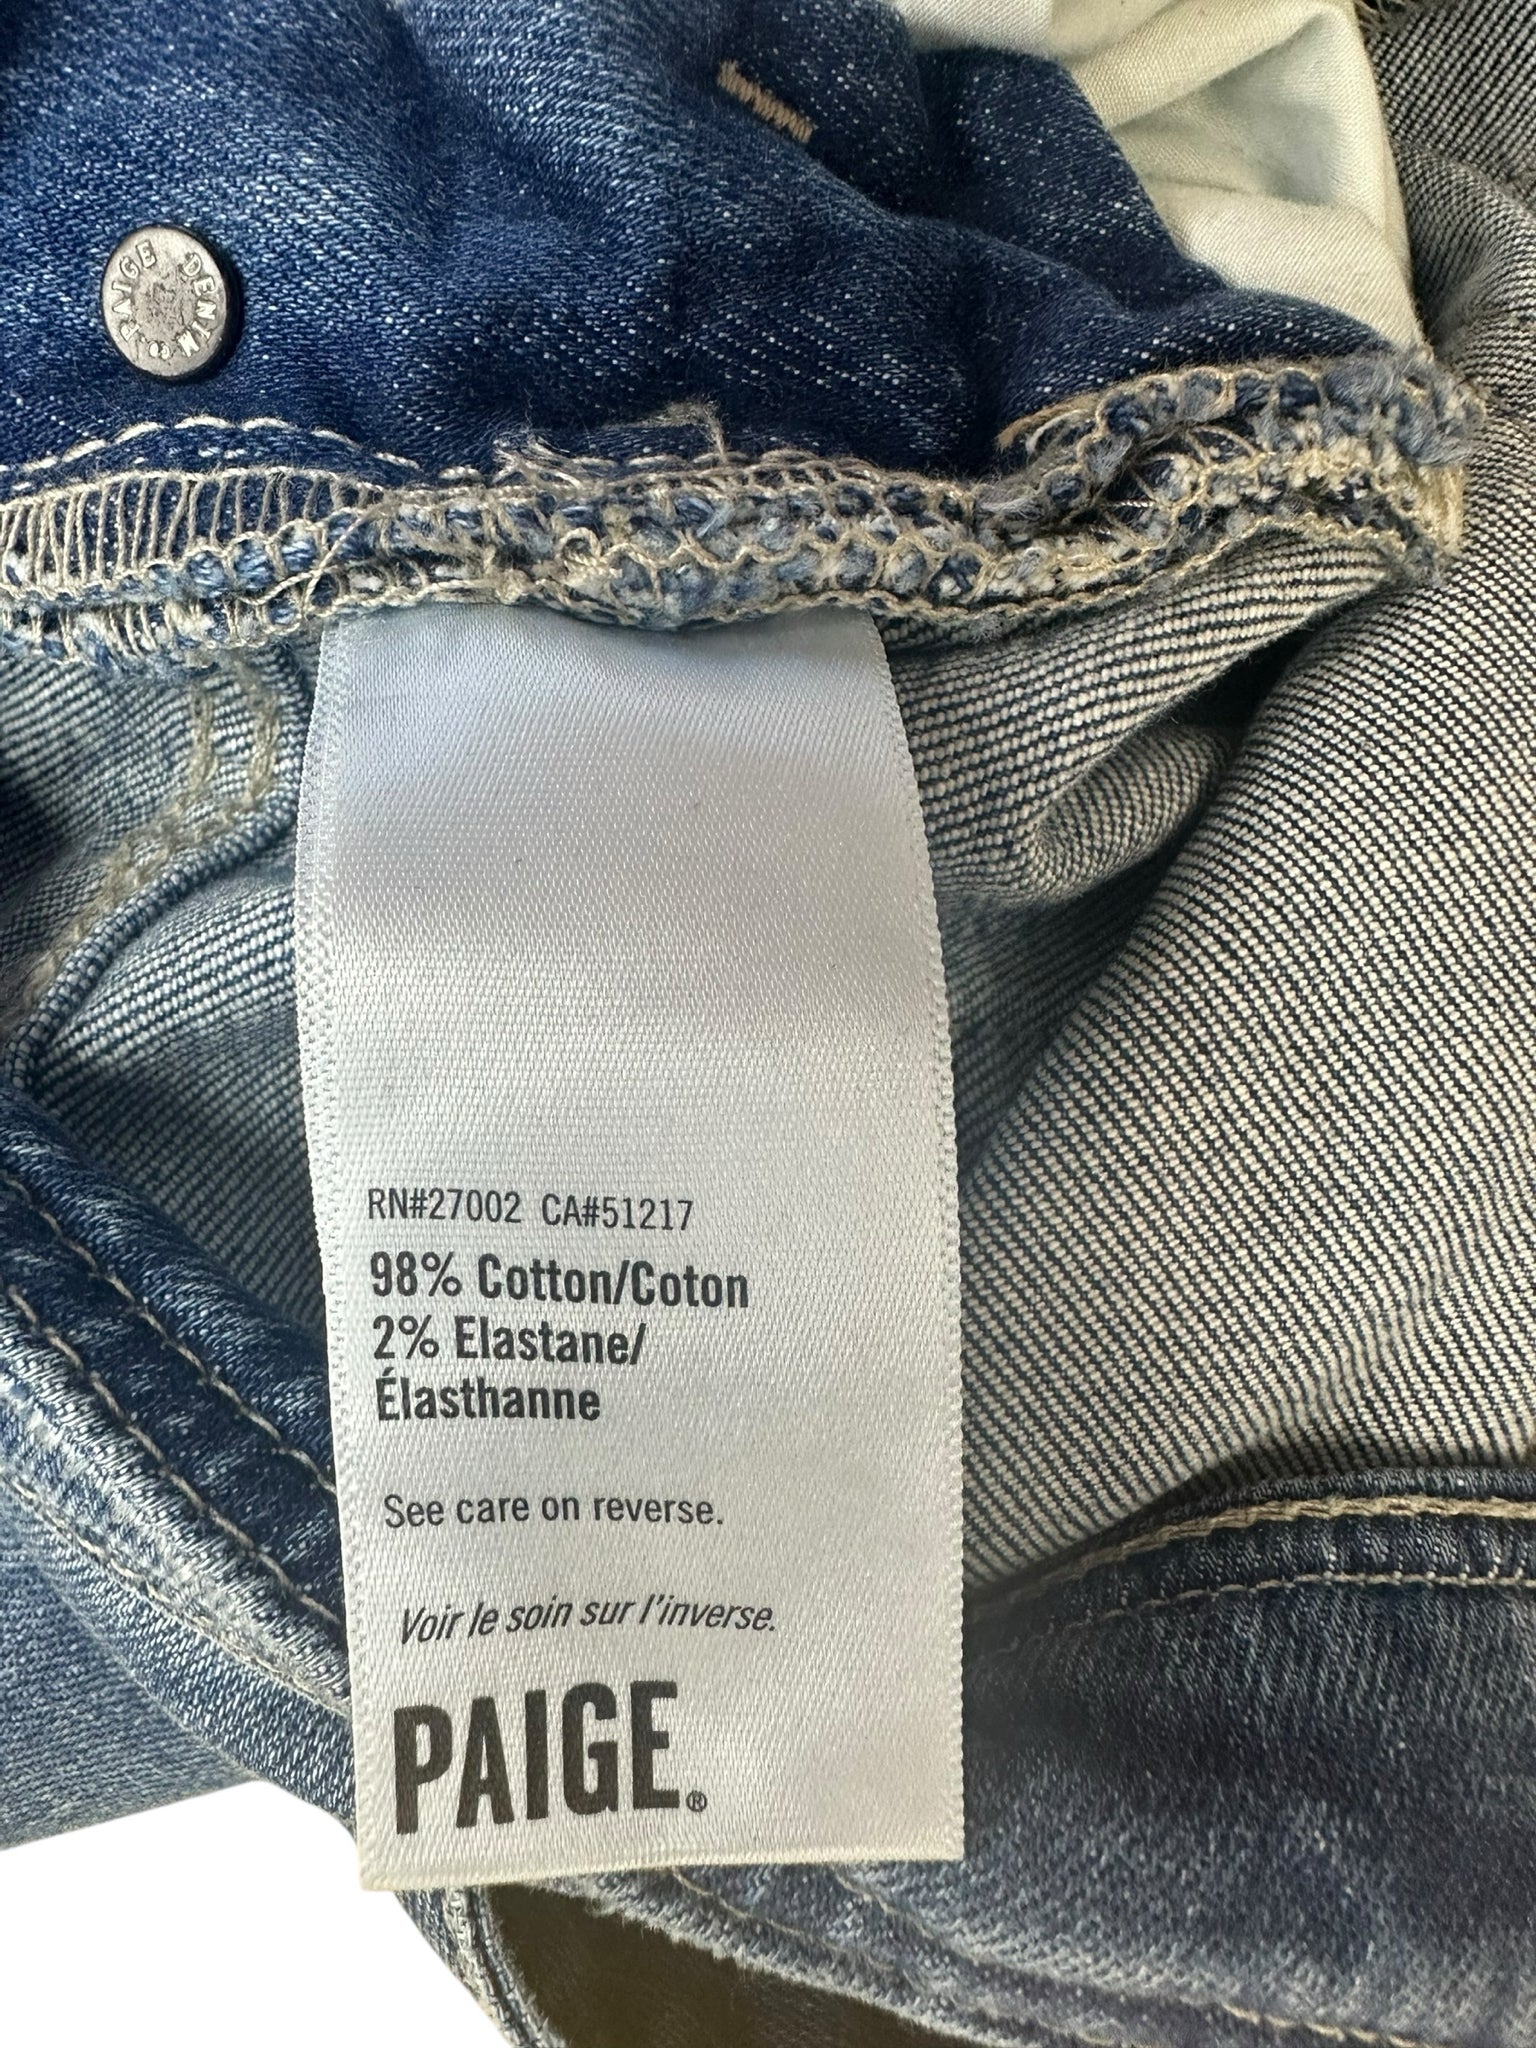 PAIGE DENIM CO.
RN#27002 CA#51217
98% Cotton/Coton
2% Elastane/
Élasthanne
See care on reverse.
Voir le soin sur l'inverse.
PAIGE®